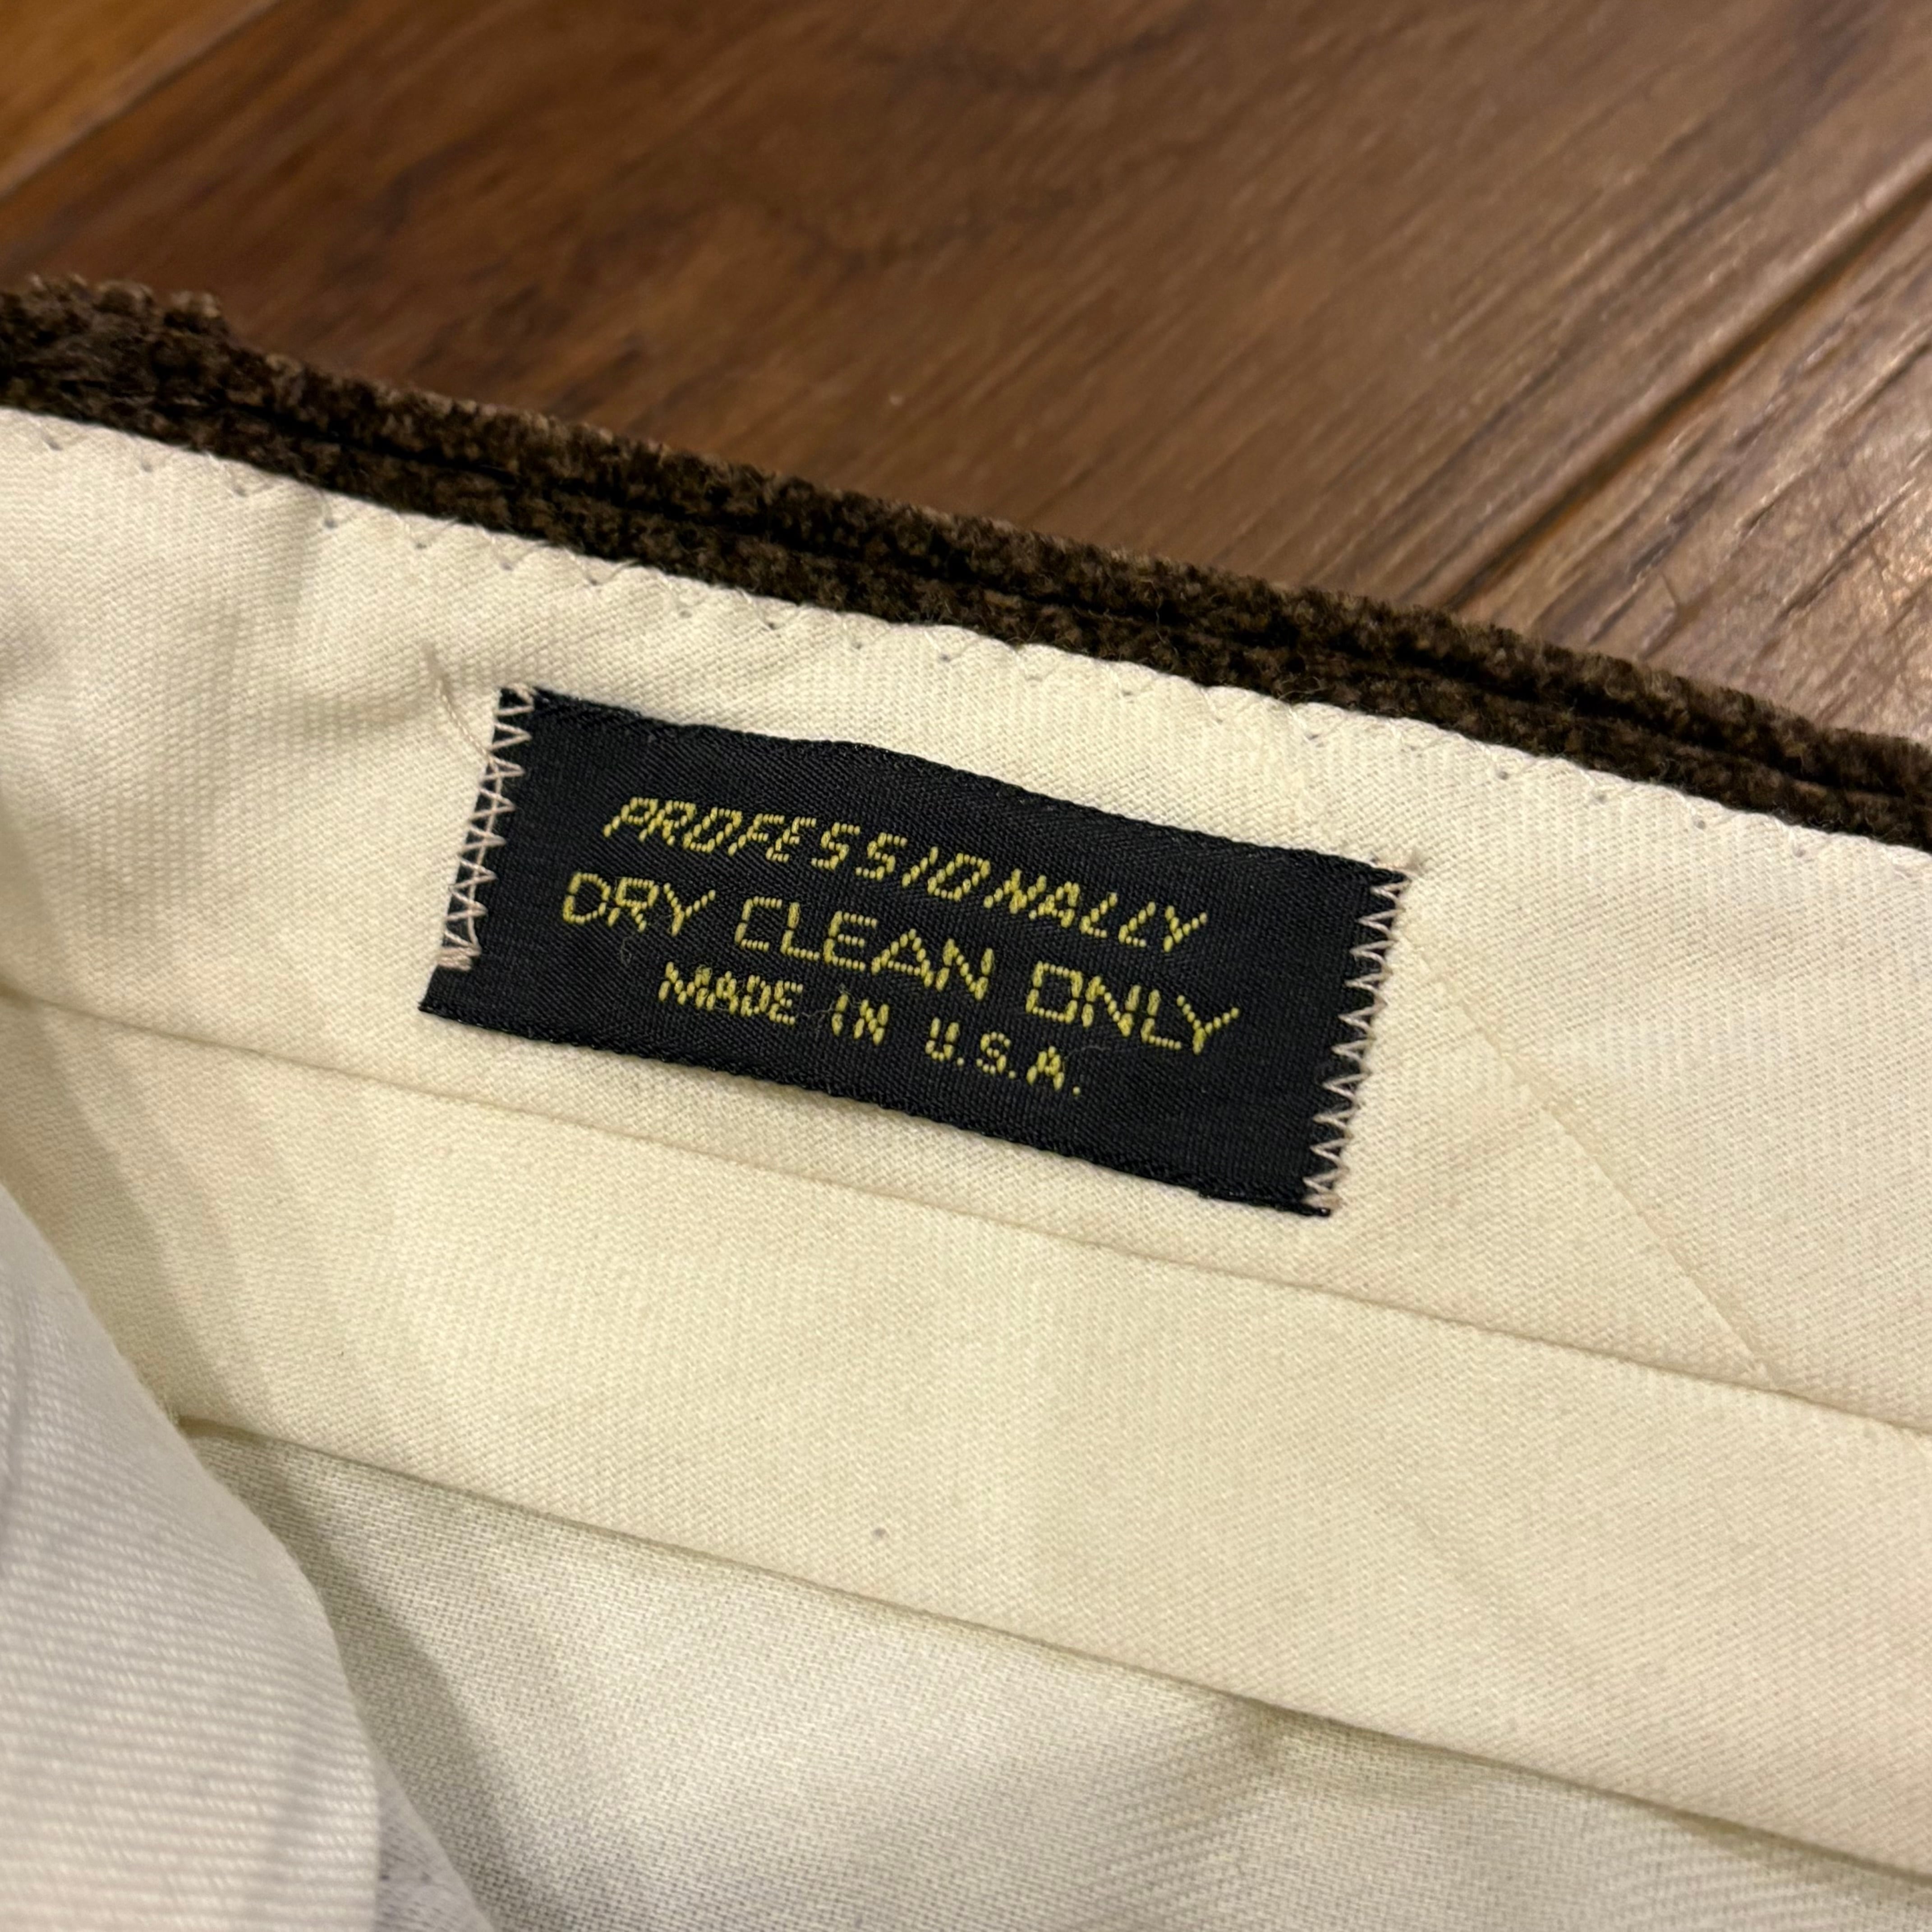 PROFESSIONALLY
DRY CLEAN ONLY
MADE IN U.S.A.